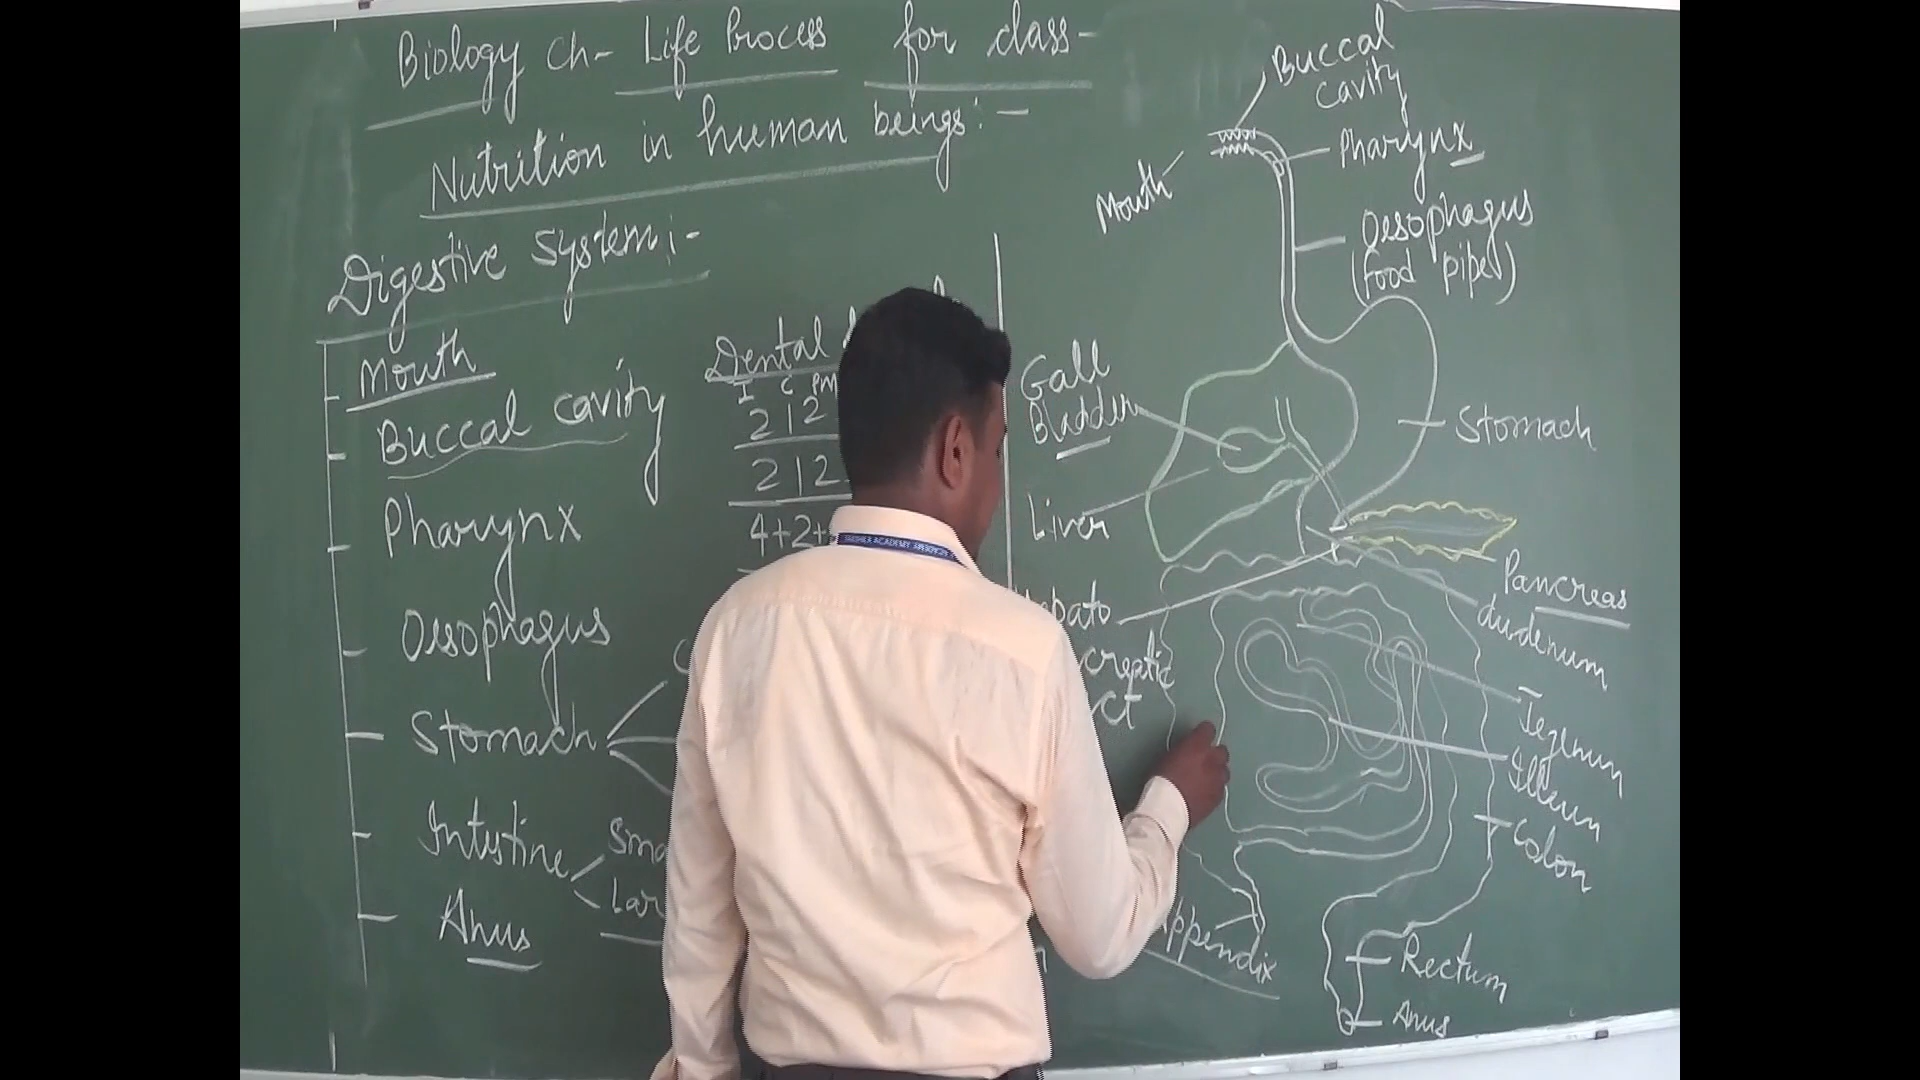 Biology Ch- Life Process for class-
Nutrition in human beings:-
Digestive System:-
Mouth
Buccal cavity
Pharynx
Oesophagus
Stomach
Intestine
Anus
Dental
I C PM
2 1 2
2 1 2
4+2+
Buccal
cavity
Pharynx
Mouth
Oesophagus
(food pipe)
Gall
Bladder
Stomach
Liver
Pancreas
dudenum
Jezenum
Illeum
Colon
Appendix
Rectum
Anus